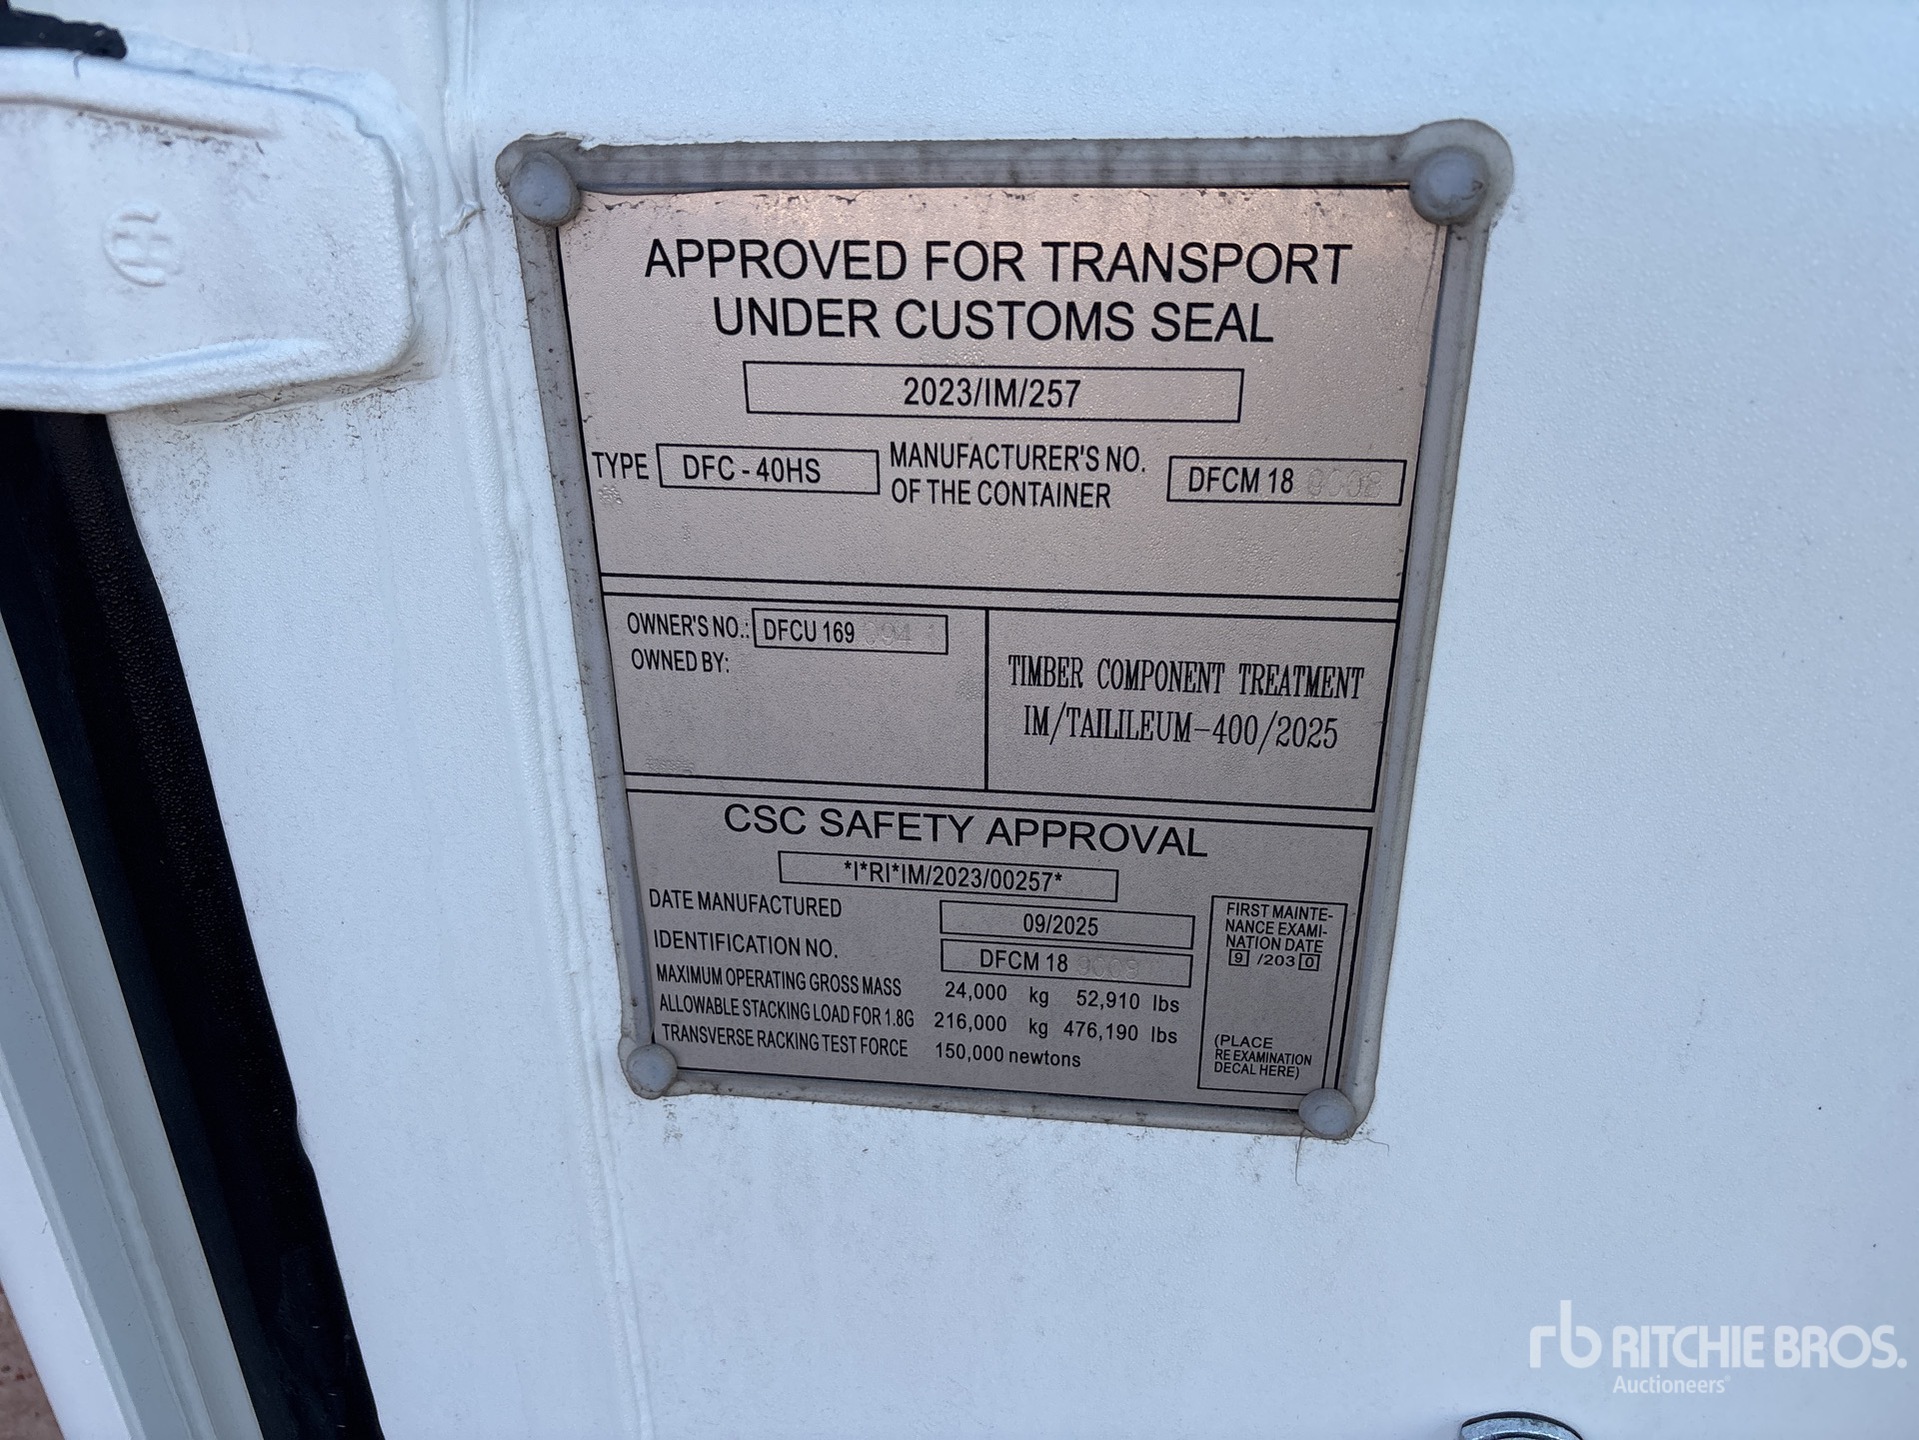 APPROVED FOR TRANSPORT
UNDER CUSTOMS SEAL
2023/IM/257
TYPE DFC - 40HS MANUFACTURER'S NO. OF THE CONTAINER DFCM 18
OWNER'S NO.: DFCU 169
OWNED BY:
TIMBER COMPONENT TREATMENT
IM/TAILILEUM-400/2025
CSC SAFETY APPROVAL
*I*RI*IM/2023/00257*
DATE MANUFACTURED 09/2025
IDENTIFICATION NO. DFCM 18
MAXIMUM OPERATING GROSS MASS 24,000 kg 52,910 lbs
ALLOWABLE STACKING LOAD FOR 1.8G 216,000 kg 476,190 lbs
TRANSVERSE RACKING TEST FORCE 150,000 newtons
FIRST MAINTE-
NANCE EXAMI-
NATION DATE
9 /203 0
(PLACE
RE EXAMINATION
DECAL HERE)
rb RITCHIE BROS.
Auctioneers